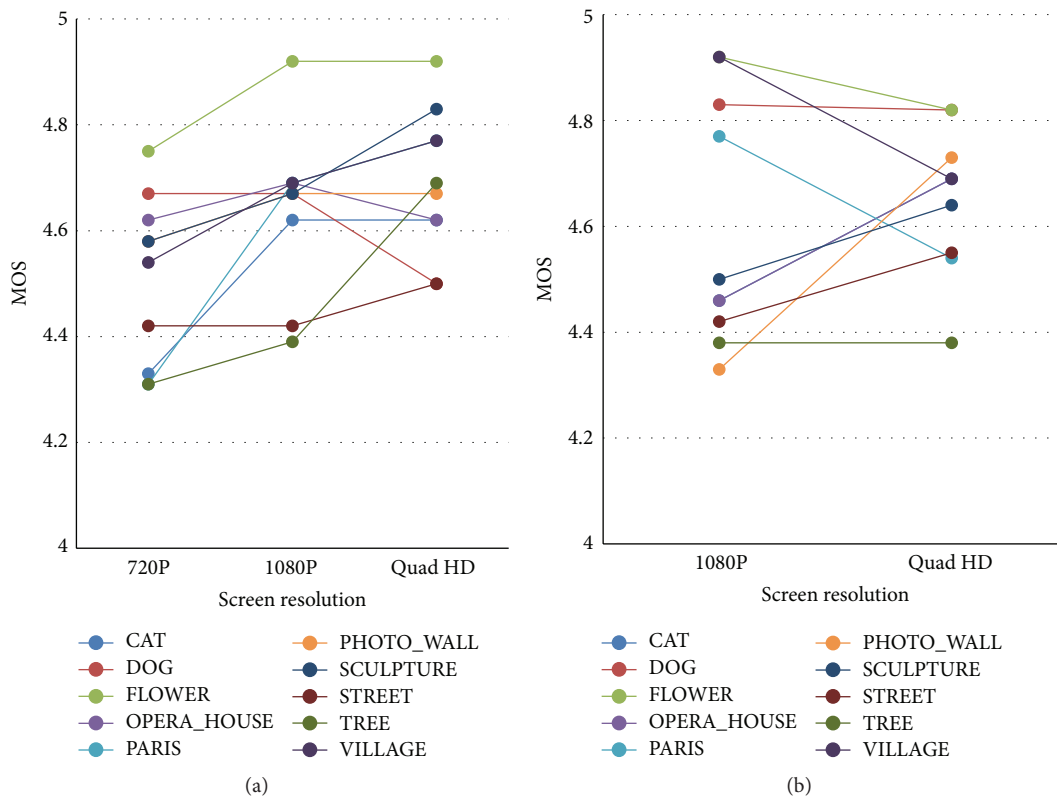 5
4.8
4.6
4.4
4.2
4
MOS
720P 1080P Quad HD
Screen resolution
CAT PHOTO_WALL
DOG SCULPTURE
FLOWER STREET
OPERA_HOUSE TREE
PARIS VILLAGE
(a)
5
4.8
4.6
4.4
4.2
4
MOS
1080P Quad HD
Screen resolution
CAT PHOTO_WALL
DOG SCULPTURE
FLOWER STREET
OPERA_HOUSE TREE
PARIS VILLAGE
(b)